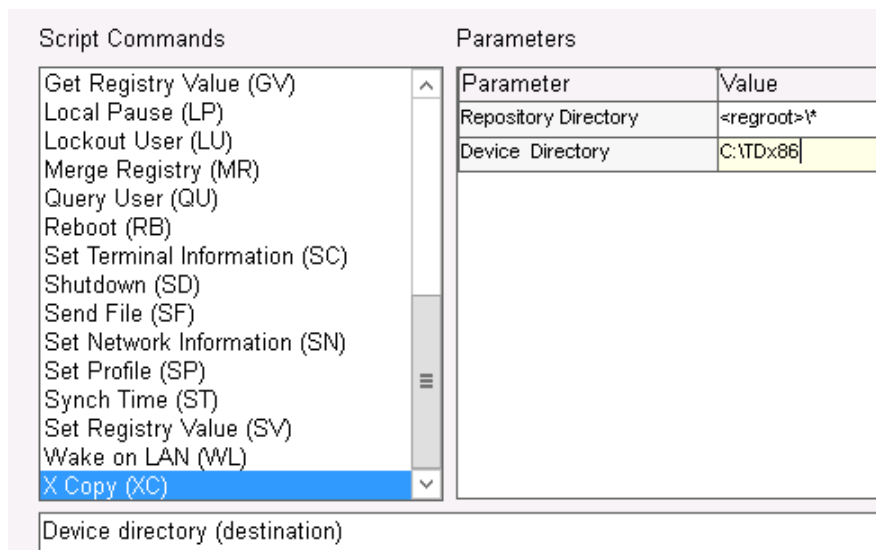 Script Commands
Get Registry Value (GV)
Local Pause (LP)
Lockout User (LU)
Merge Registry (MR)
Query User (QU)
Reboot (RB)
Set Terminal Information (SC)
Shutdown (SD)
Send File (SF)
Set Network Information (SN)
Set Profile (SP)
Synch Time (ST)
Set Registry Value (SV)
Wake on LAN (WL)
X Copy (XC)
Parameters
Parameter Value
Repository Directory <regroot>\*
Device Directory C:\TDx86
Device directory (destination)